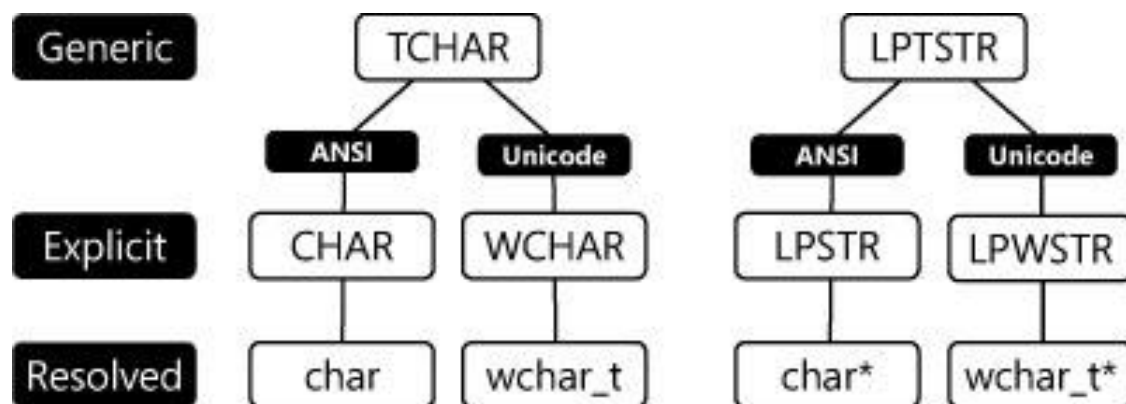 Generic TCHAR LPTSTR
ANSI Unicode ANSI Unicode
Explicit CHAR WCHAR LPSTR LPWSTR
Resolved char wchar_t char* wchar_t*